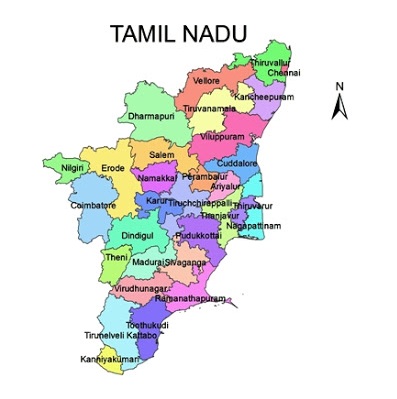 TAMIL NADU
Thiruvallur
Chennai
Vellore
N
Kancheepuram
Tiruvanamala
Dharmapuri
Viluppuram
Salem
Cuddalore
Nilgiri
Erode
Namakkal
Perambalur
Ariyalur
Coimbatore
Karur
Tiruchchirappalli
Thiruvarur
Thanjavur
Nagapattinam
Dindigul
Pudukkottai
Theni
Madurai
Sivaganga
Virudhunagar
Ramanathapuram
Toothukudi
Tirunelveli Kattabo
Kanniyakumari